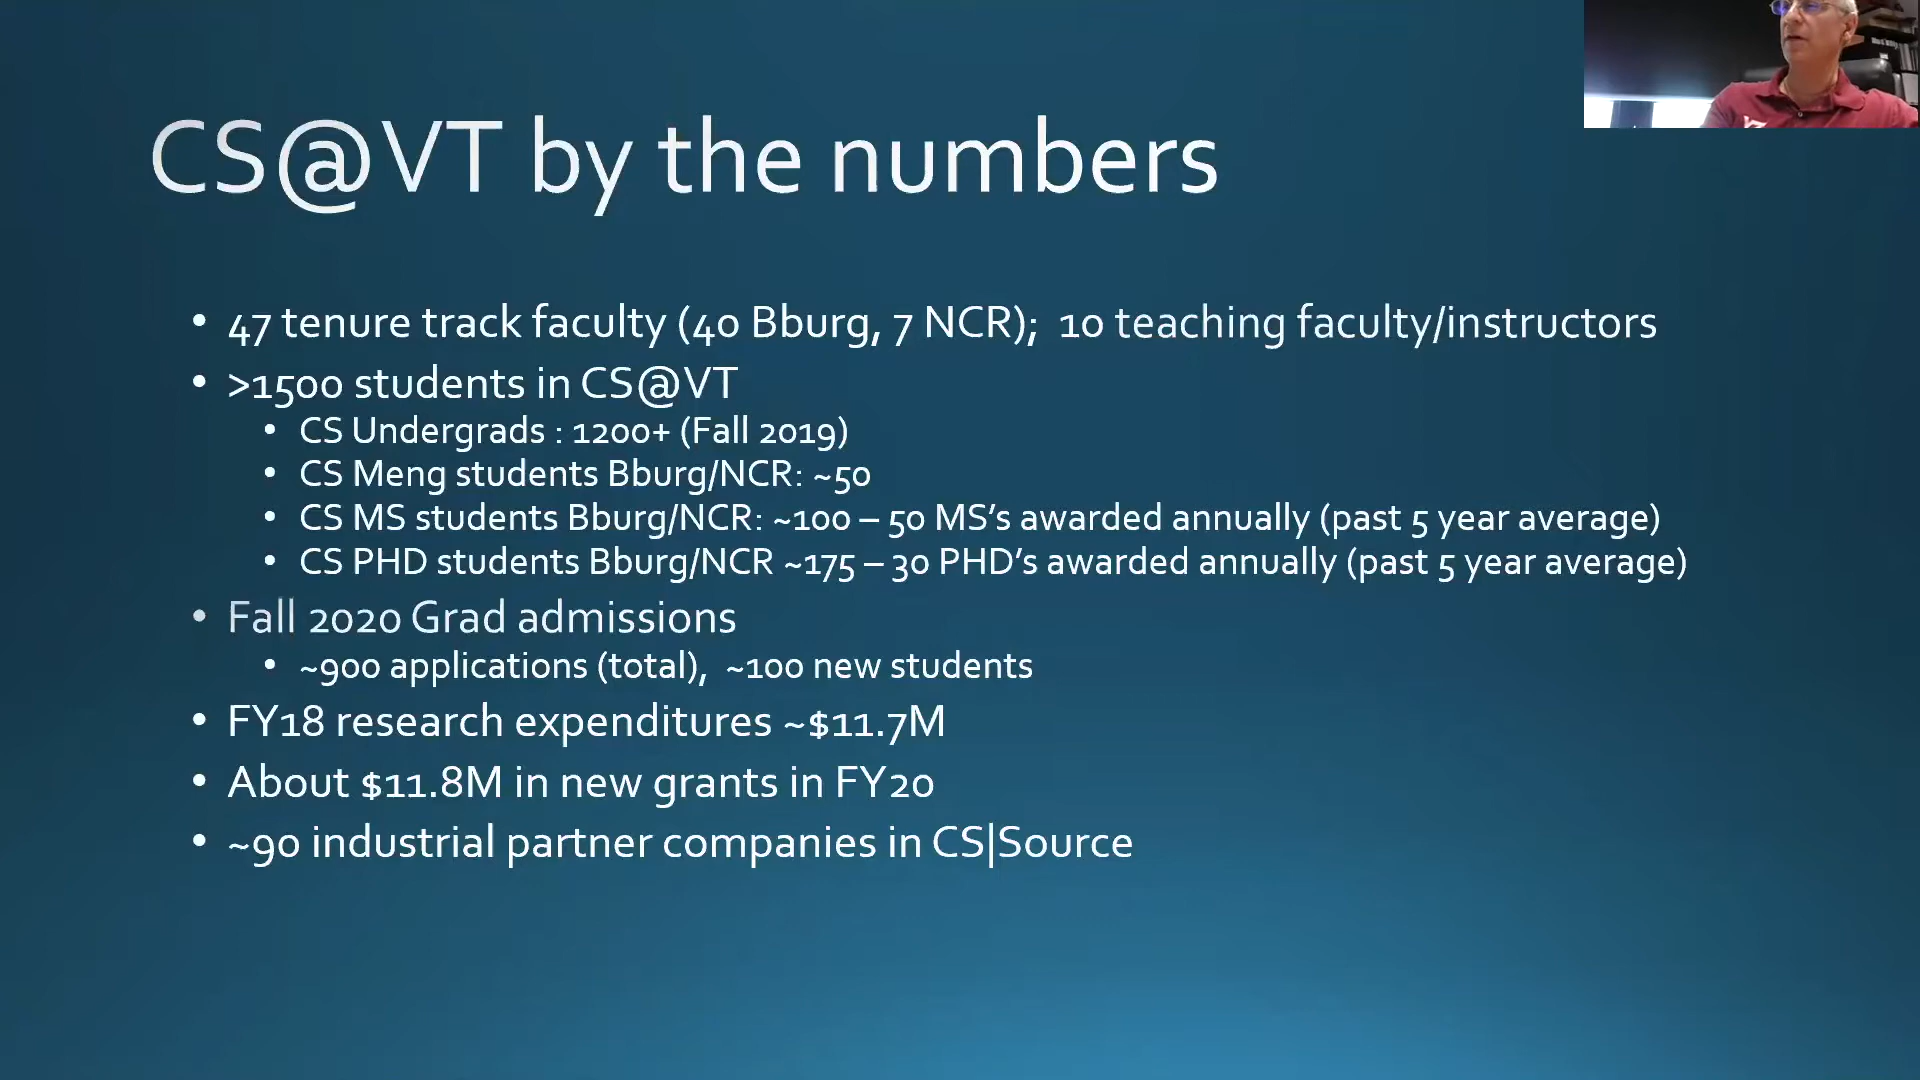 CS@VT by the numbers
• 47 tenure track faculty (40 Bburg, 7 NCR);  10 teaching faculty/instructors
• >1500 students in CS@VT
• CS Undergrads : 1200+ (Fall 2019)
• CS Meng students Bburg/NCR: ~50
• CS MS students Bburg/NCR: ~100 – 50 MS’s awarded annually (past 5 year average)
• CS PHD students Bburg/NCR ~175 – 30 PHD’s awarded annually (past 5 year average)
• Fall 2020 Grad admissions
• ~900 applications (total),  ~100 new students
• FY18 research expenditures ~$11.7M
• About $11.8M in new grants in FY20
• ~90 industrial partner companies in CS|Source